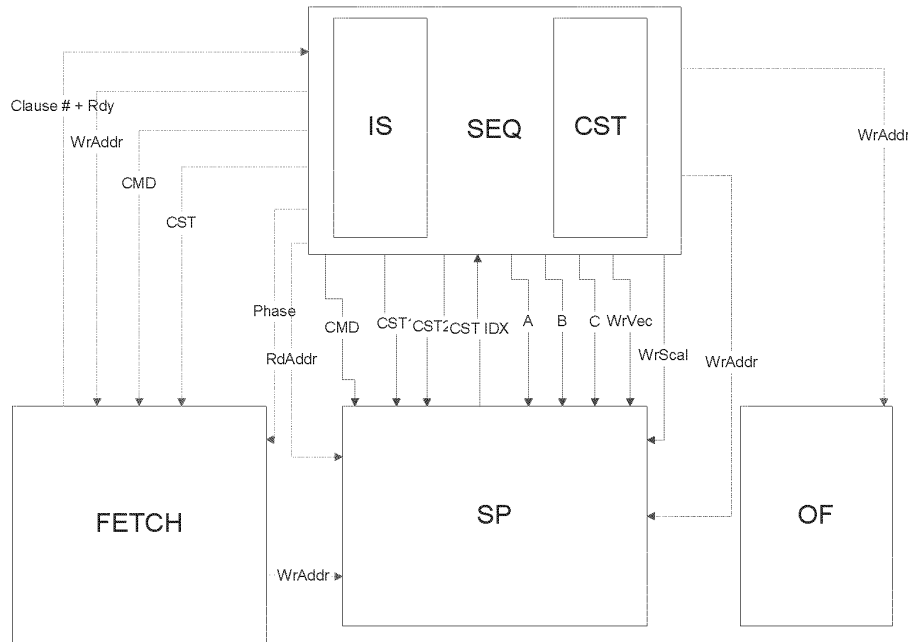 IS
SEQ
CST
Clause # + Rdy
WrAddr
WrAddr
CMD
CST
Phase
CMD
CST1
CST2
CST IDX
A
B
C
WrVec
RdAddr
WrScal
WrAddr
FETCH
SP
OF
WrAddr